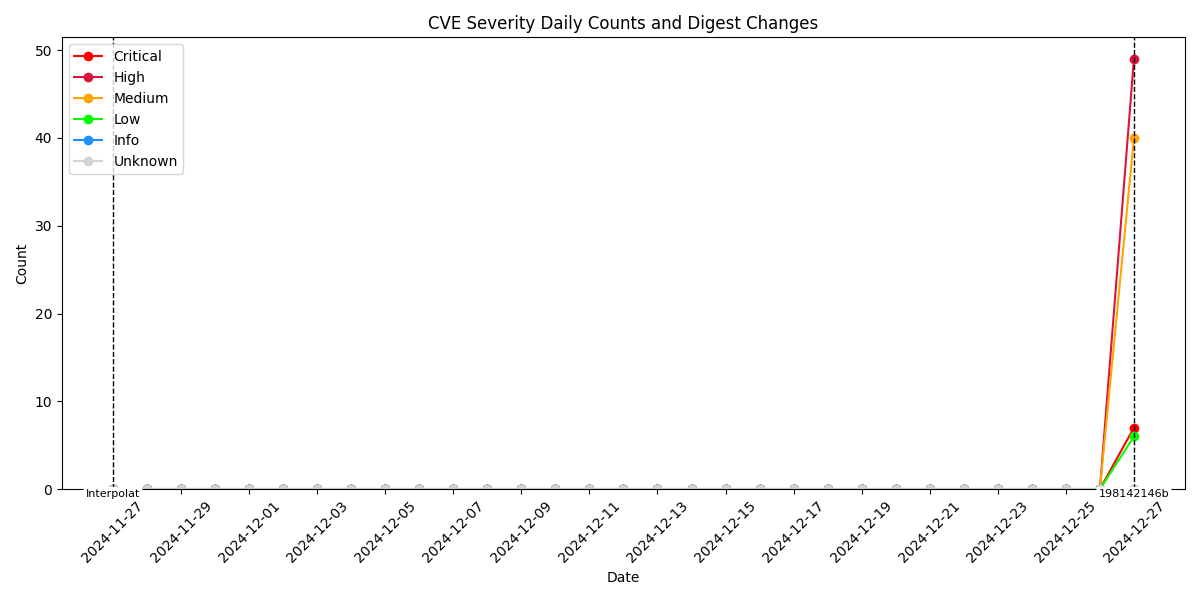 CVE Severity Daily Counts and Digest Changes
Critical
High
Medium
Low
Info
Unknown
Count
50
40
30
20
10
0
Interpolat
198142146b
2024-11-27
2024-11-29
2024-12-01
2024-12-03
2024-12-05
2024-12-07
2024-12-09
2024-12-11
2024-12-13
2024-12-15
2024-12-17
2024-12-19
2024-12-21
2024-12-23
2024-12-25
2024-12-27
Date